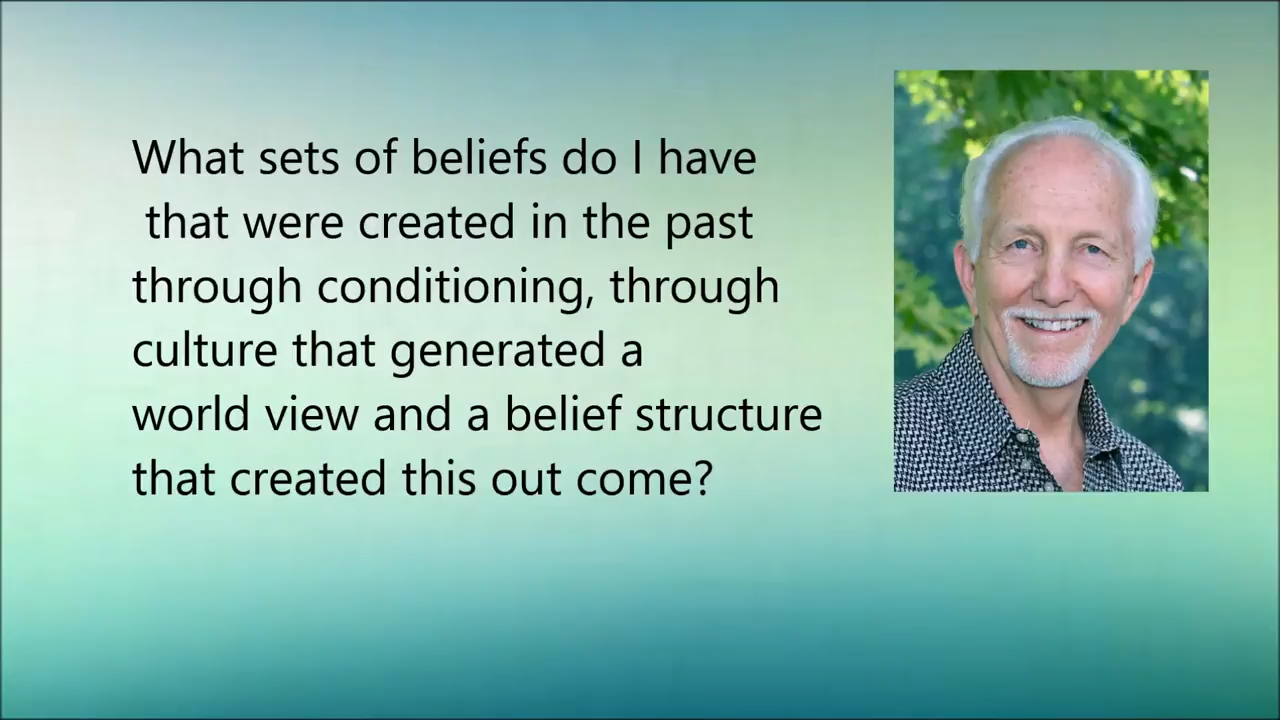 What sets of beliefs do I have
that were created in the past
through conditioning, through
culture that generated a
world view and a belief structure
that created this out come?